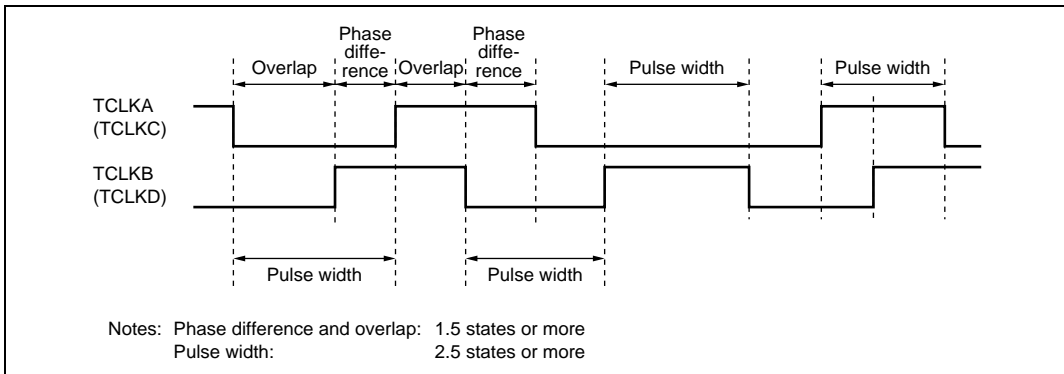 Phase
diffe-
rence
Phase
diffe-
rence
Overlap
Overlap
Pulse width
Pulse width
TCLKA
(TCLKC)
TCLKB
(TCLKD)
Pulse width
Pulse width
Notes: Phase difference and overlap: 1.5 states or more
Pulse width: 2.5 states or more